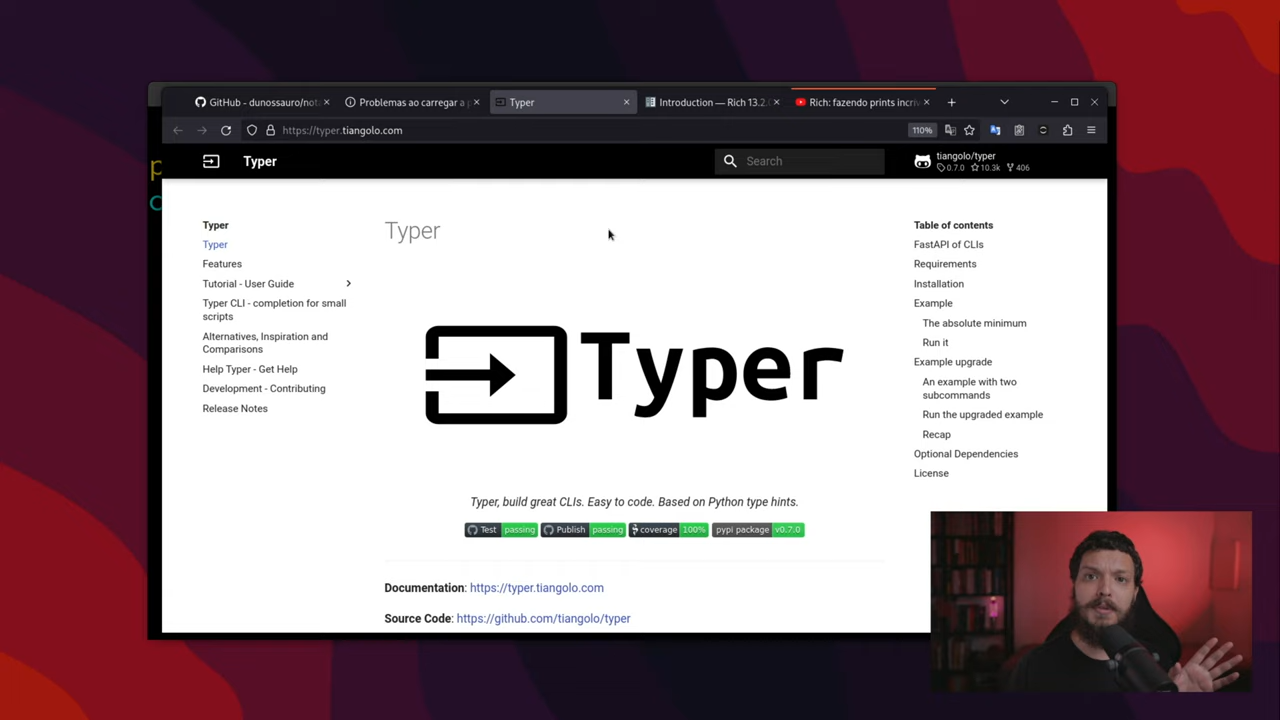 GitHub - dunossauro/not
Problemas ao carregar a p
Typer
Introduction — Rich 13.2.
Rich: fazendo prints incrív
https://typer.tiangolo.com
110%
Typer
Search
tiangolo/typer
0.7.0 10.3k 406
p
c
Typer
Typer
Features
Tutorial - User Guide
Typer CLI - completion for small
scripts
Alternatives, Inspiration and
Comparisons
Help Typer - Get Help
Development - Contributing
Release Notes
Typer
Typer
Typer, build great CLIs. Easy to code. Based on Python type hints.
Test passing Publish passing coverage 100% pypi package v0.7.0
Documentation: https://typer.tiangolo.com
Source Code: https://github.com/tiangolo/typer
Table of contents
FastAPI of CLIs
Requirements
Installation
Example
The absolute minimum
Run it
Example upgrade
An example with two
subcommands
Run the upgraded example
Recap
Optional Dependencies
License